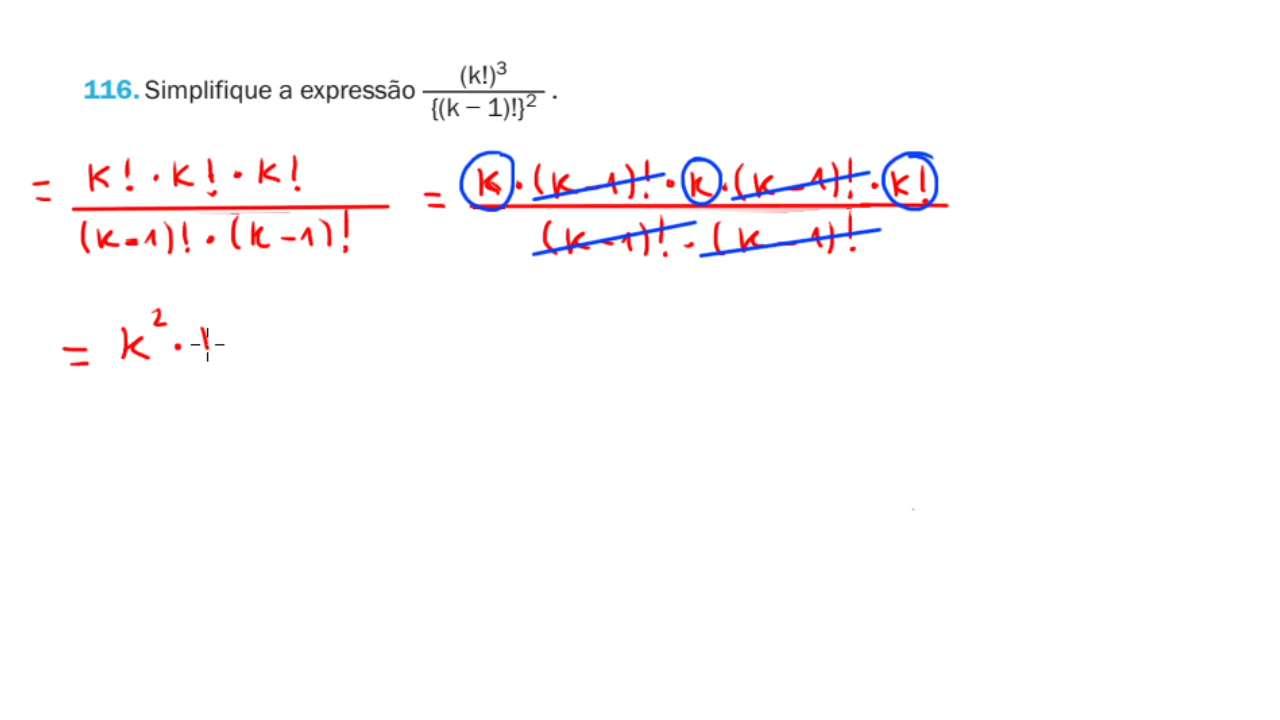 116. Simplifique a expressão (k!)³ / {(k – 1)!}² .
= K! · K! · K! / (K-1)! · (K-1)! = K · (K-1)! · K · (K-1)! · K! / (K-1)! · (K-1)!
= K² ·